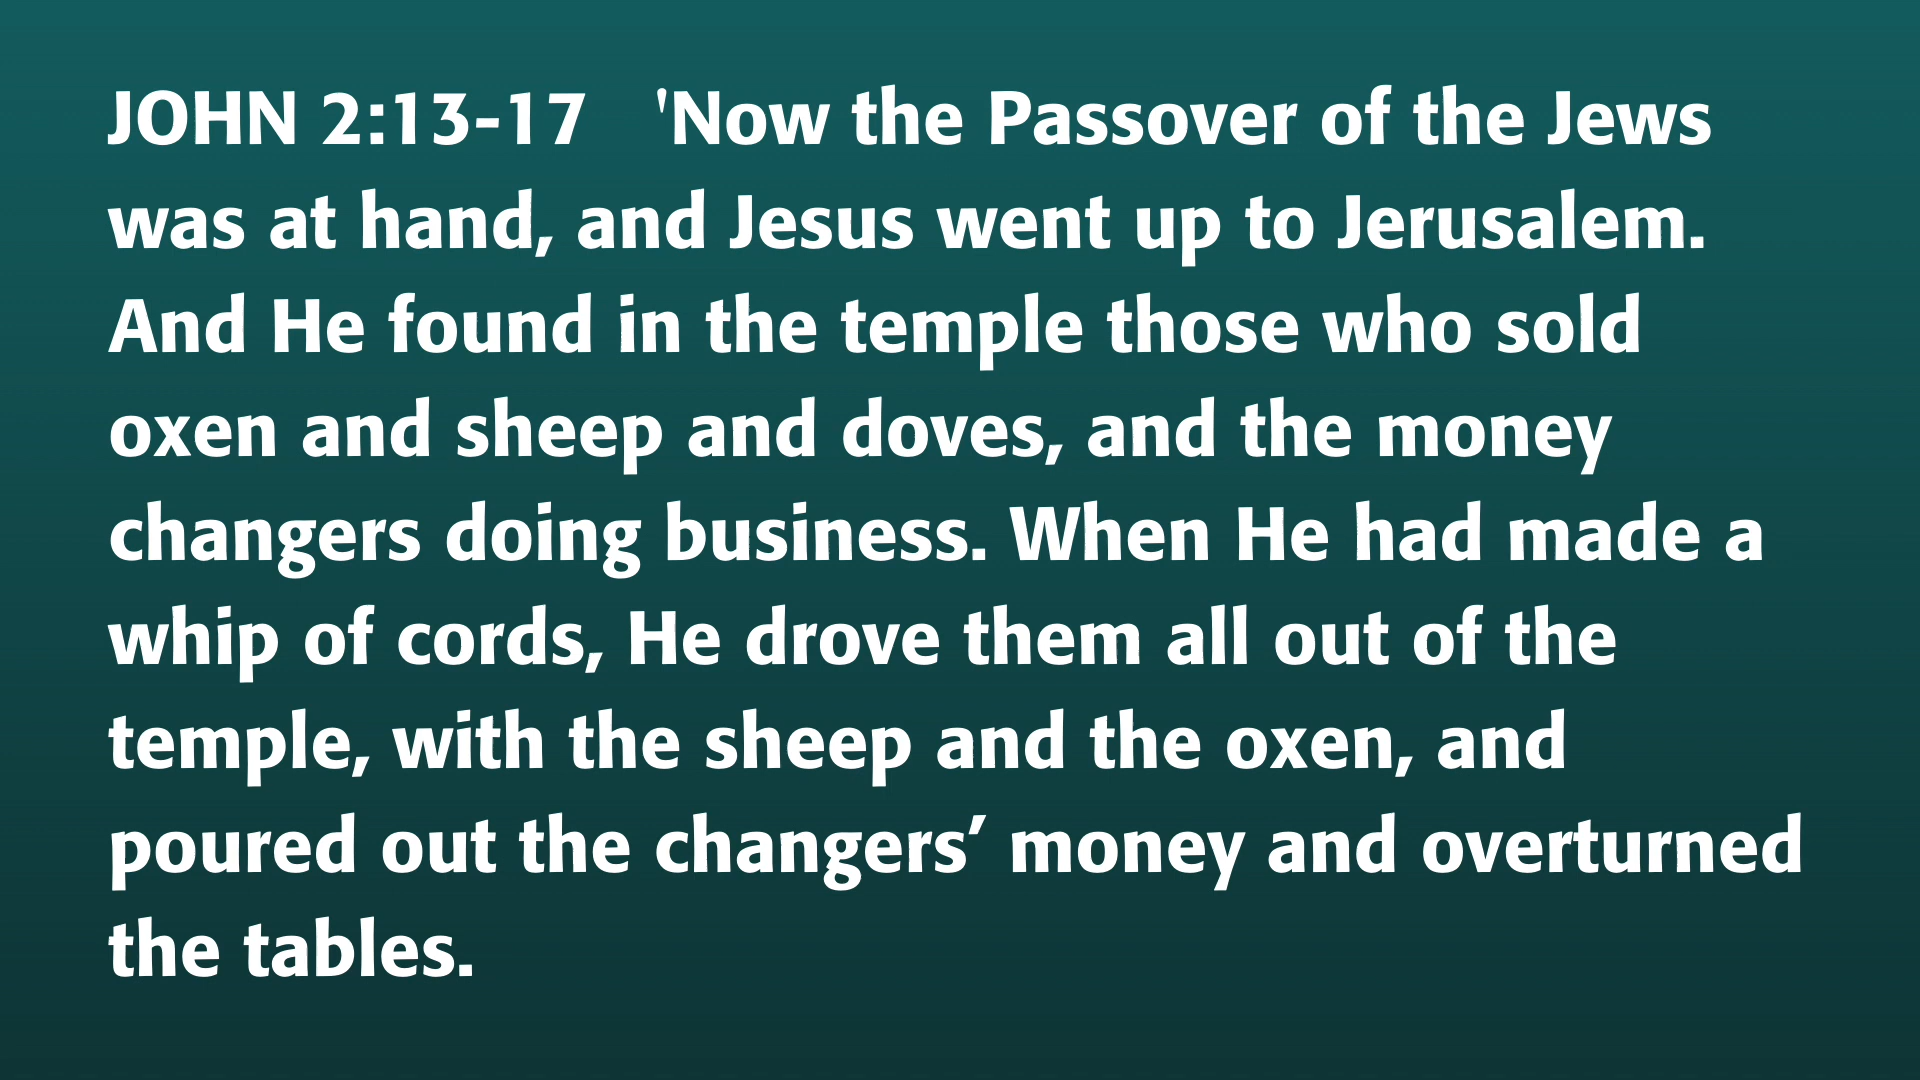 JOHN 2:13-17 'Now the Passover of the Jews
was at hand, and Jesus went up to Jerusalem.
And He found in the temple those who sold
oxen and sheep and doves, and the money
changers doing business. When He had made a
whip of cords, He drove them all out of the
temple, with the sheep and the oxen, and
poured out the changers’ money and overturned
the tables.